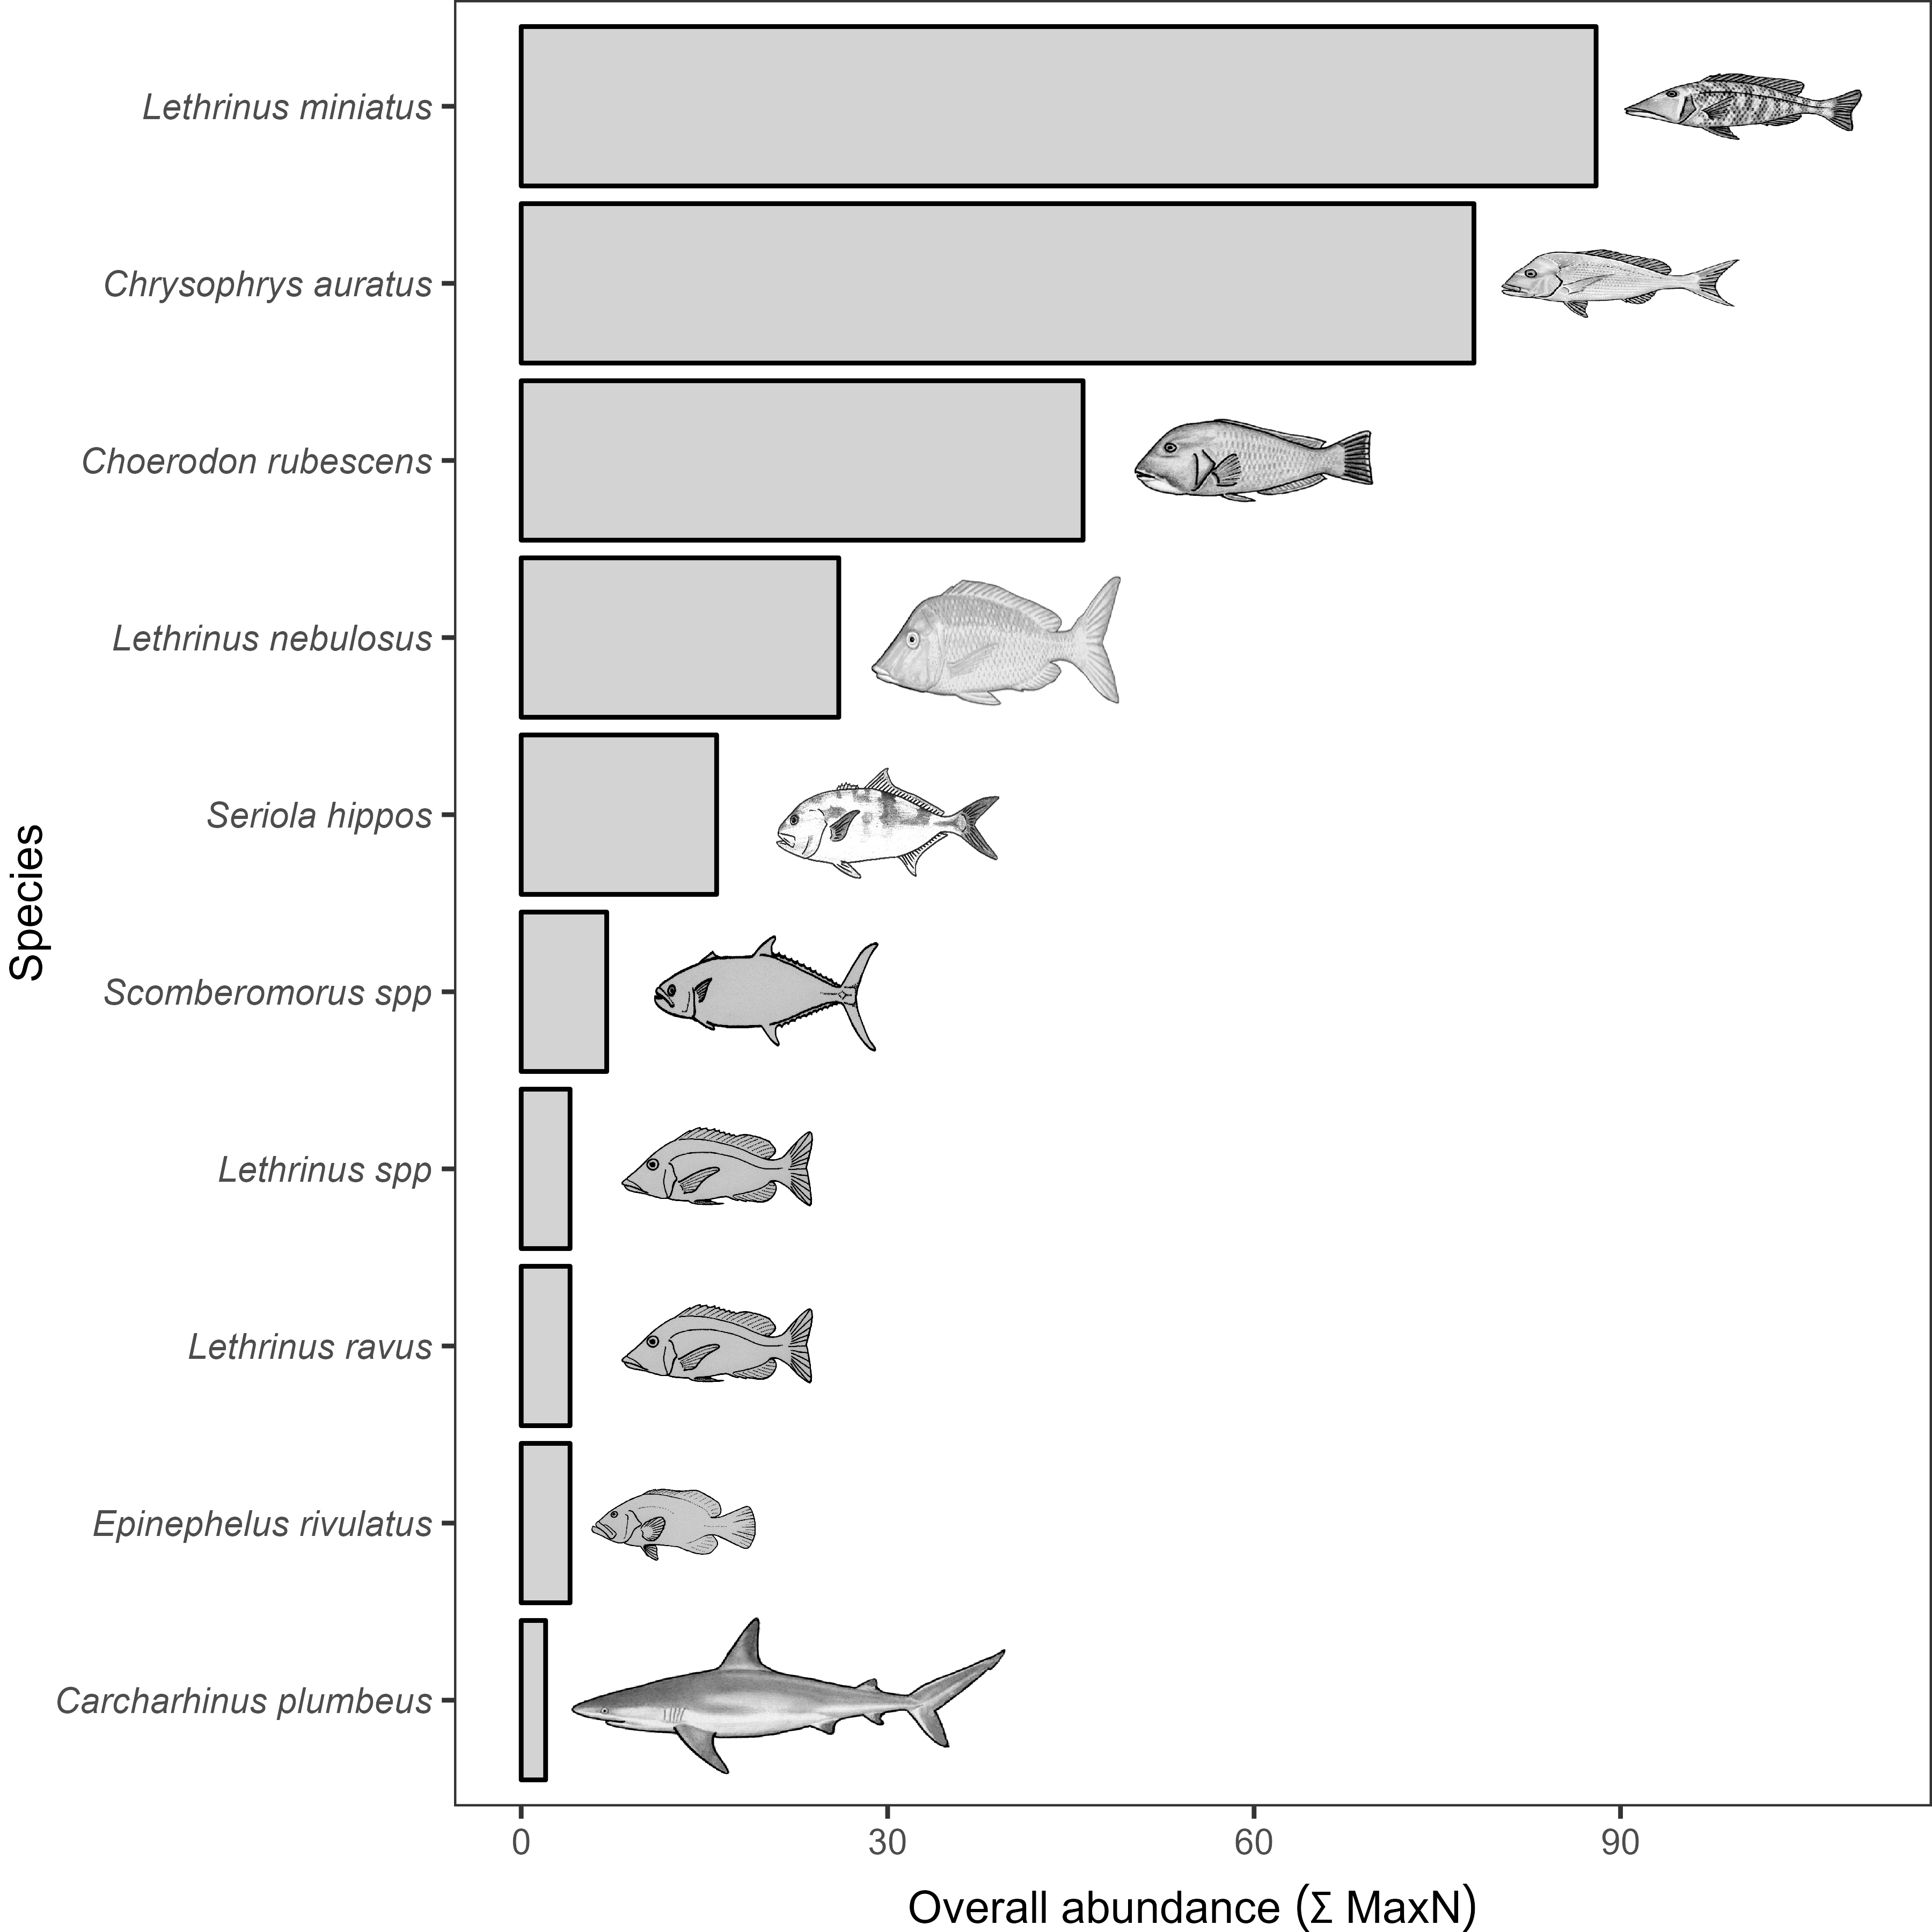 Species
Lethrinus miniatus
Chrysophrys auratus
Choerodon rubescens
Lethrinus nebulosus
Seriola hippos
Scomberomorus spp
Lethrinus spp
Lethrinus ravus
Epinephelus rivulatus
Carcharhinus plumbeus
0 30 60 90
Overall abundance (Σ MaxN)